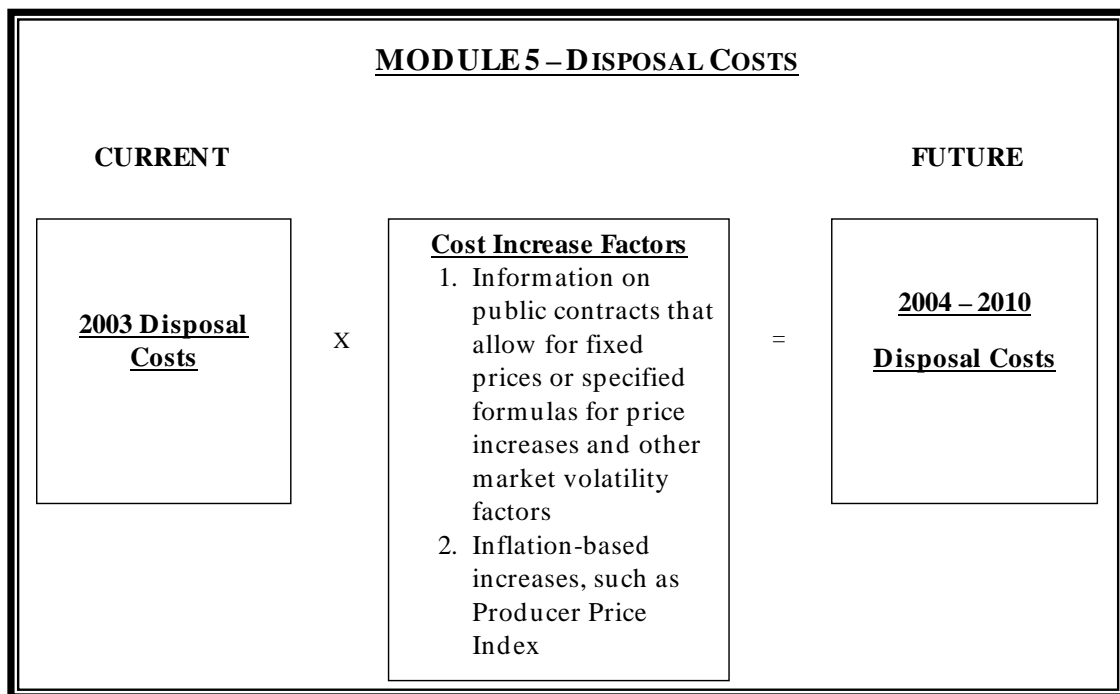 MODULE 5 – DISPOSAL COSTS
CURRENT
FUTURE
2003 Disposal
Costs
X
Cost Increase Factors
1. Information on
public contracts that
allow for fixed
prices or specified
formulas for price
increases and other
market volatility
factors
2. Inflation-based
increases, such as
Producer Price
Index
=
2004 – 2010
Disposal Costs